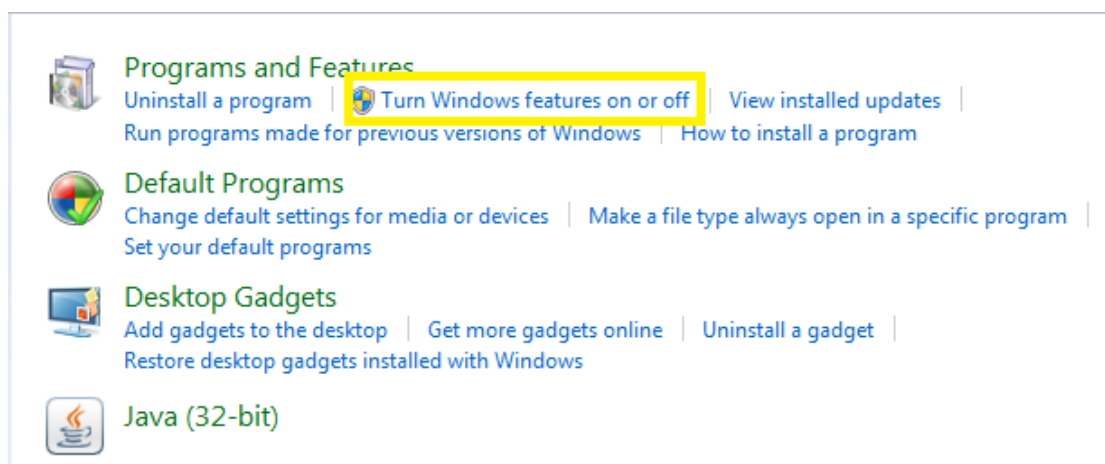 Programs and Features
Uninstall a program Turn Windows features on or off View installed updates
Run programs made for previous versions of Windows How to install a program
Default Programs
Change default settings for media or devices Make a file type always open in a specific program
Set your default programs
Desktop Gadgets
Add gadgets to the desktop Get more gadgets online Uninstall a gadget
Restore desktop gadgets installed with Windows
Java (32-bit)